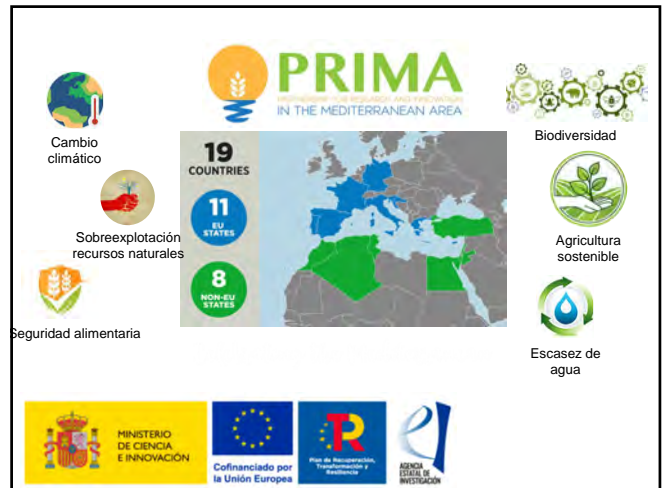 PRIMA
PARTNERSHIP FOR RESEARCH AND INNOVATION
IN THE MEDITERRANEAN AREA
Cambio
climático
Biodiversidad
19
COUNTRIES
11
EU
STATES
8
NON-EU
STATES
Sobreexplotación
recursos naturales
Agricultura
sostenible
Seguridad alimentaria
Escasez de
agua
MINISTERIO
DE CIENCIA
E INNOVACIÓN
Cofinanciado por
la Unión Europea
Plan de Recuperación,
Transformación y
Resiliencia
AGENCIA
ESTATAL DE
INVESTIGACIÓN